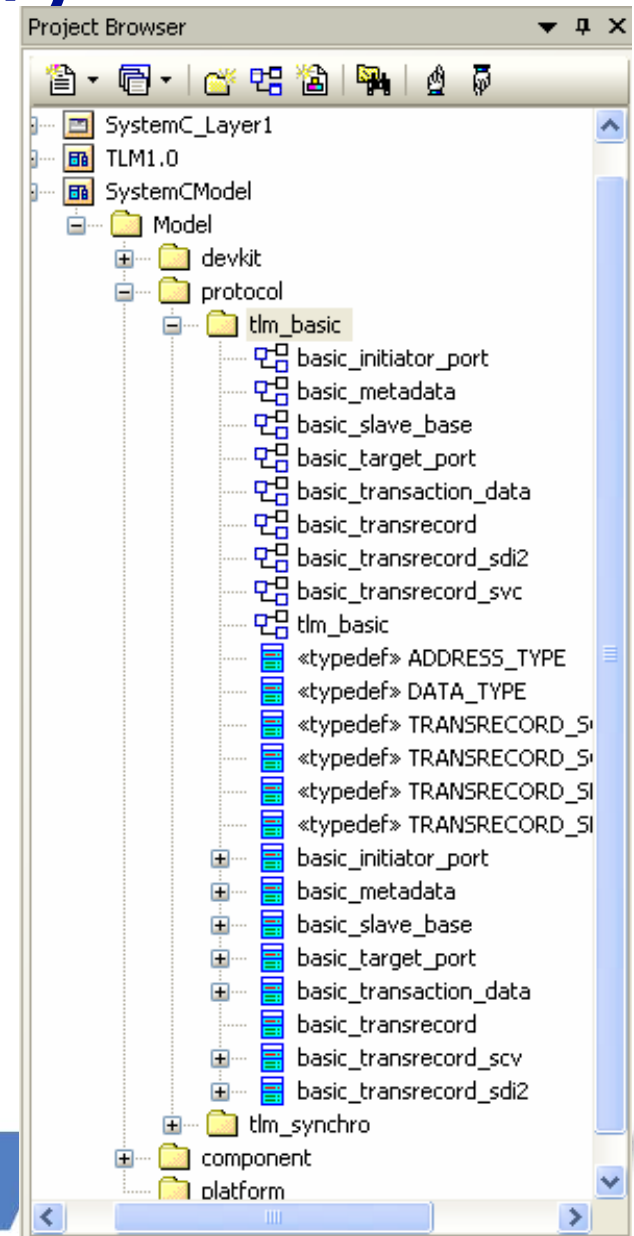 Project Browser
SystemC_Layer1
TLM1.0
SystemCModel
Model
devkit
protocol
tlm_basic
basic_initiator_port
basic_metadata
basic_slave_base
basic_target_port
basic_transaction_data
basic_transrecord
basic_transrecord_sdi2
basic_transrecord_svc
tlm_basic
«typedef» ADDRESS_TYPE
«typedef» DATA_TYPE
«typedef» TRANSRECORD_S
«typedef» TRANSRECORD_S
«typedef» TRANSRECORD_S
«typedef» TRANSRECORD_S
basic_initiator_port
basic_metadata
basic_slave_base
basic_target_port
basic_transaction_data
basic_transrecord
basic_transrecord_scv
basic_transrecord_sdi2
tlm_synchro
component
platform